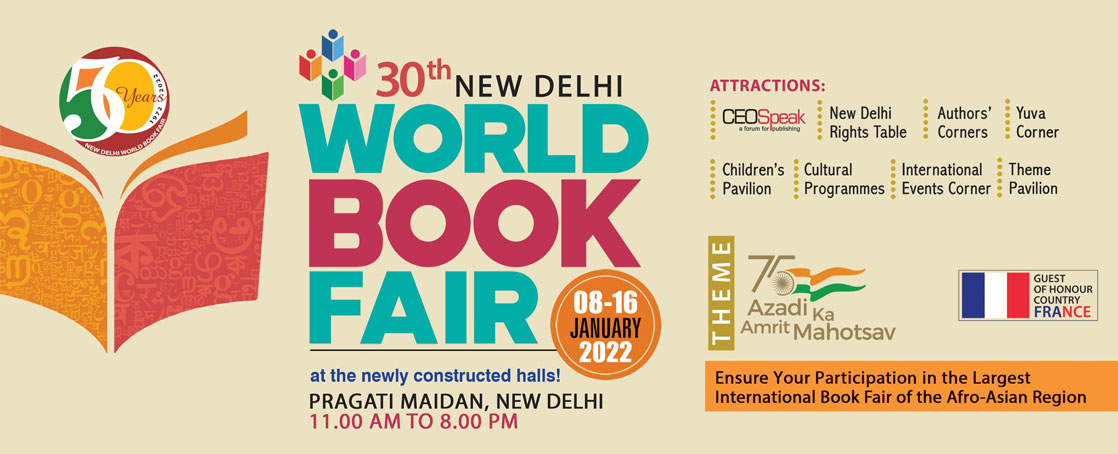 50
Years
1972 2022
NEW DELHI WORLD BOOK FAIR
30th NEW DELHI
WORLD
BOOK
FAIR
08-16
JANUARY
2022
at the newly constructed halls!
PRAGATI MAIDAN, NEW DELHI
11.00 AM TO 8.00 PM
ATTRACTIONS:
CEOSpeak
a forum for publishing
New Delhi
Rights Table
Authors'
Corners
Yuva
Corner
Children's
Pavilion
Cultural
Programmes
International
Events Corner
Theme
Pavilion
THEME
75
Azadi Ka
Amrit Mahotsav
GUEST
OF HONOUR
COUNTRY
FRANCE
Ensure Your Participation in the Largest
International Book Fair of the Afro-Asian Region